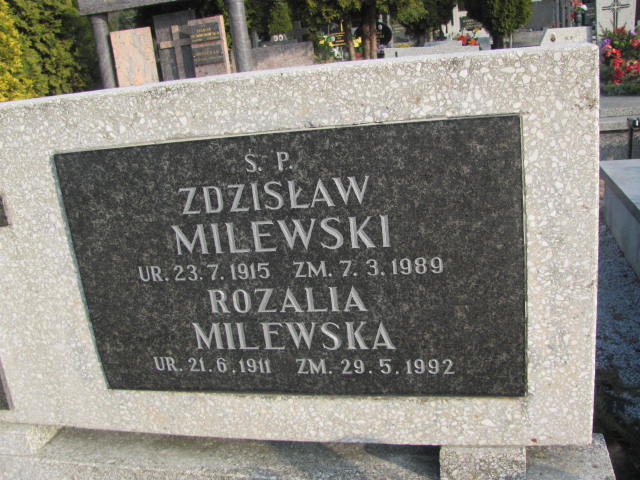 Ś. P.
ZDZISŁAW
MILEWSKI
UR. 23. 7. 1915 ZM. 7. 3. 1989
ROZALIA
MILEWSKA
UR. 21. 6. 1911 ZM. 29. 5. 1992